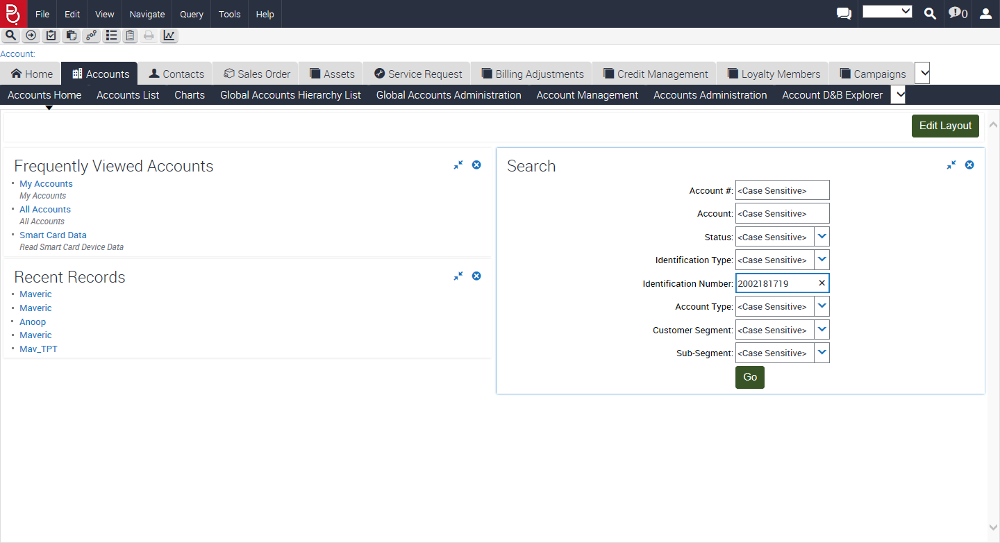 File Edit View Navigate Query Tools Help 0
Account:
Home Accounts Contacts Sales Order Assets Service Request Billing Adjustments Credit Management Loyalty Members Campaigns
Accounts Home Accounts List Charts Global Accounts Hierarchy List Global Accounts Administration Account Management Accounts Administration Account D&B Explorer
Edit Layout
Frequently Viewed Accounts
My Accounts
My Accounts
All Accounts
All Accounts
Smart Card Data
Read Smart Card Device Data
Recent Records
Maveric
Maveric
Anoop
Maveric
Mav_TPT
Search
Account #: <Case Sensitive>
Account: <Case Sensitive>
Status: <Case Sensitive>
Identification Type: <Case Sensitive>
Identification Number: 2002181719
Account Type: <Case Sensitive>
Customer Segment: <Case Sensitive>
Sub-Segment: <Case Sensitive>
Go